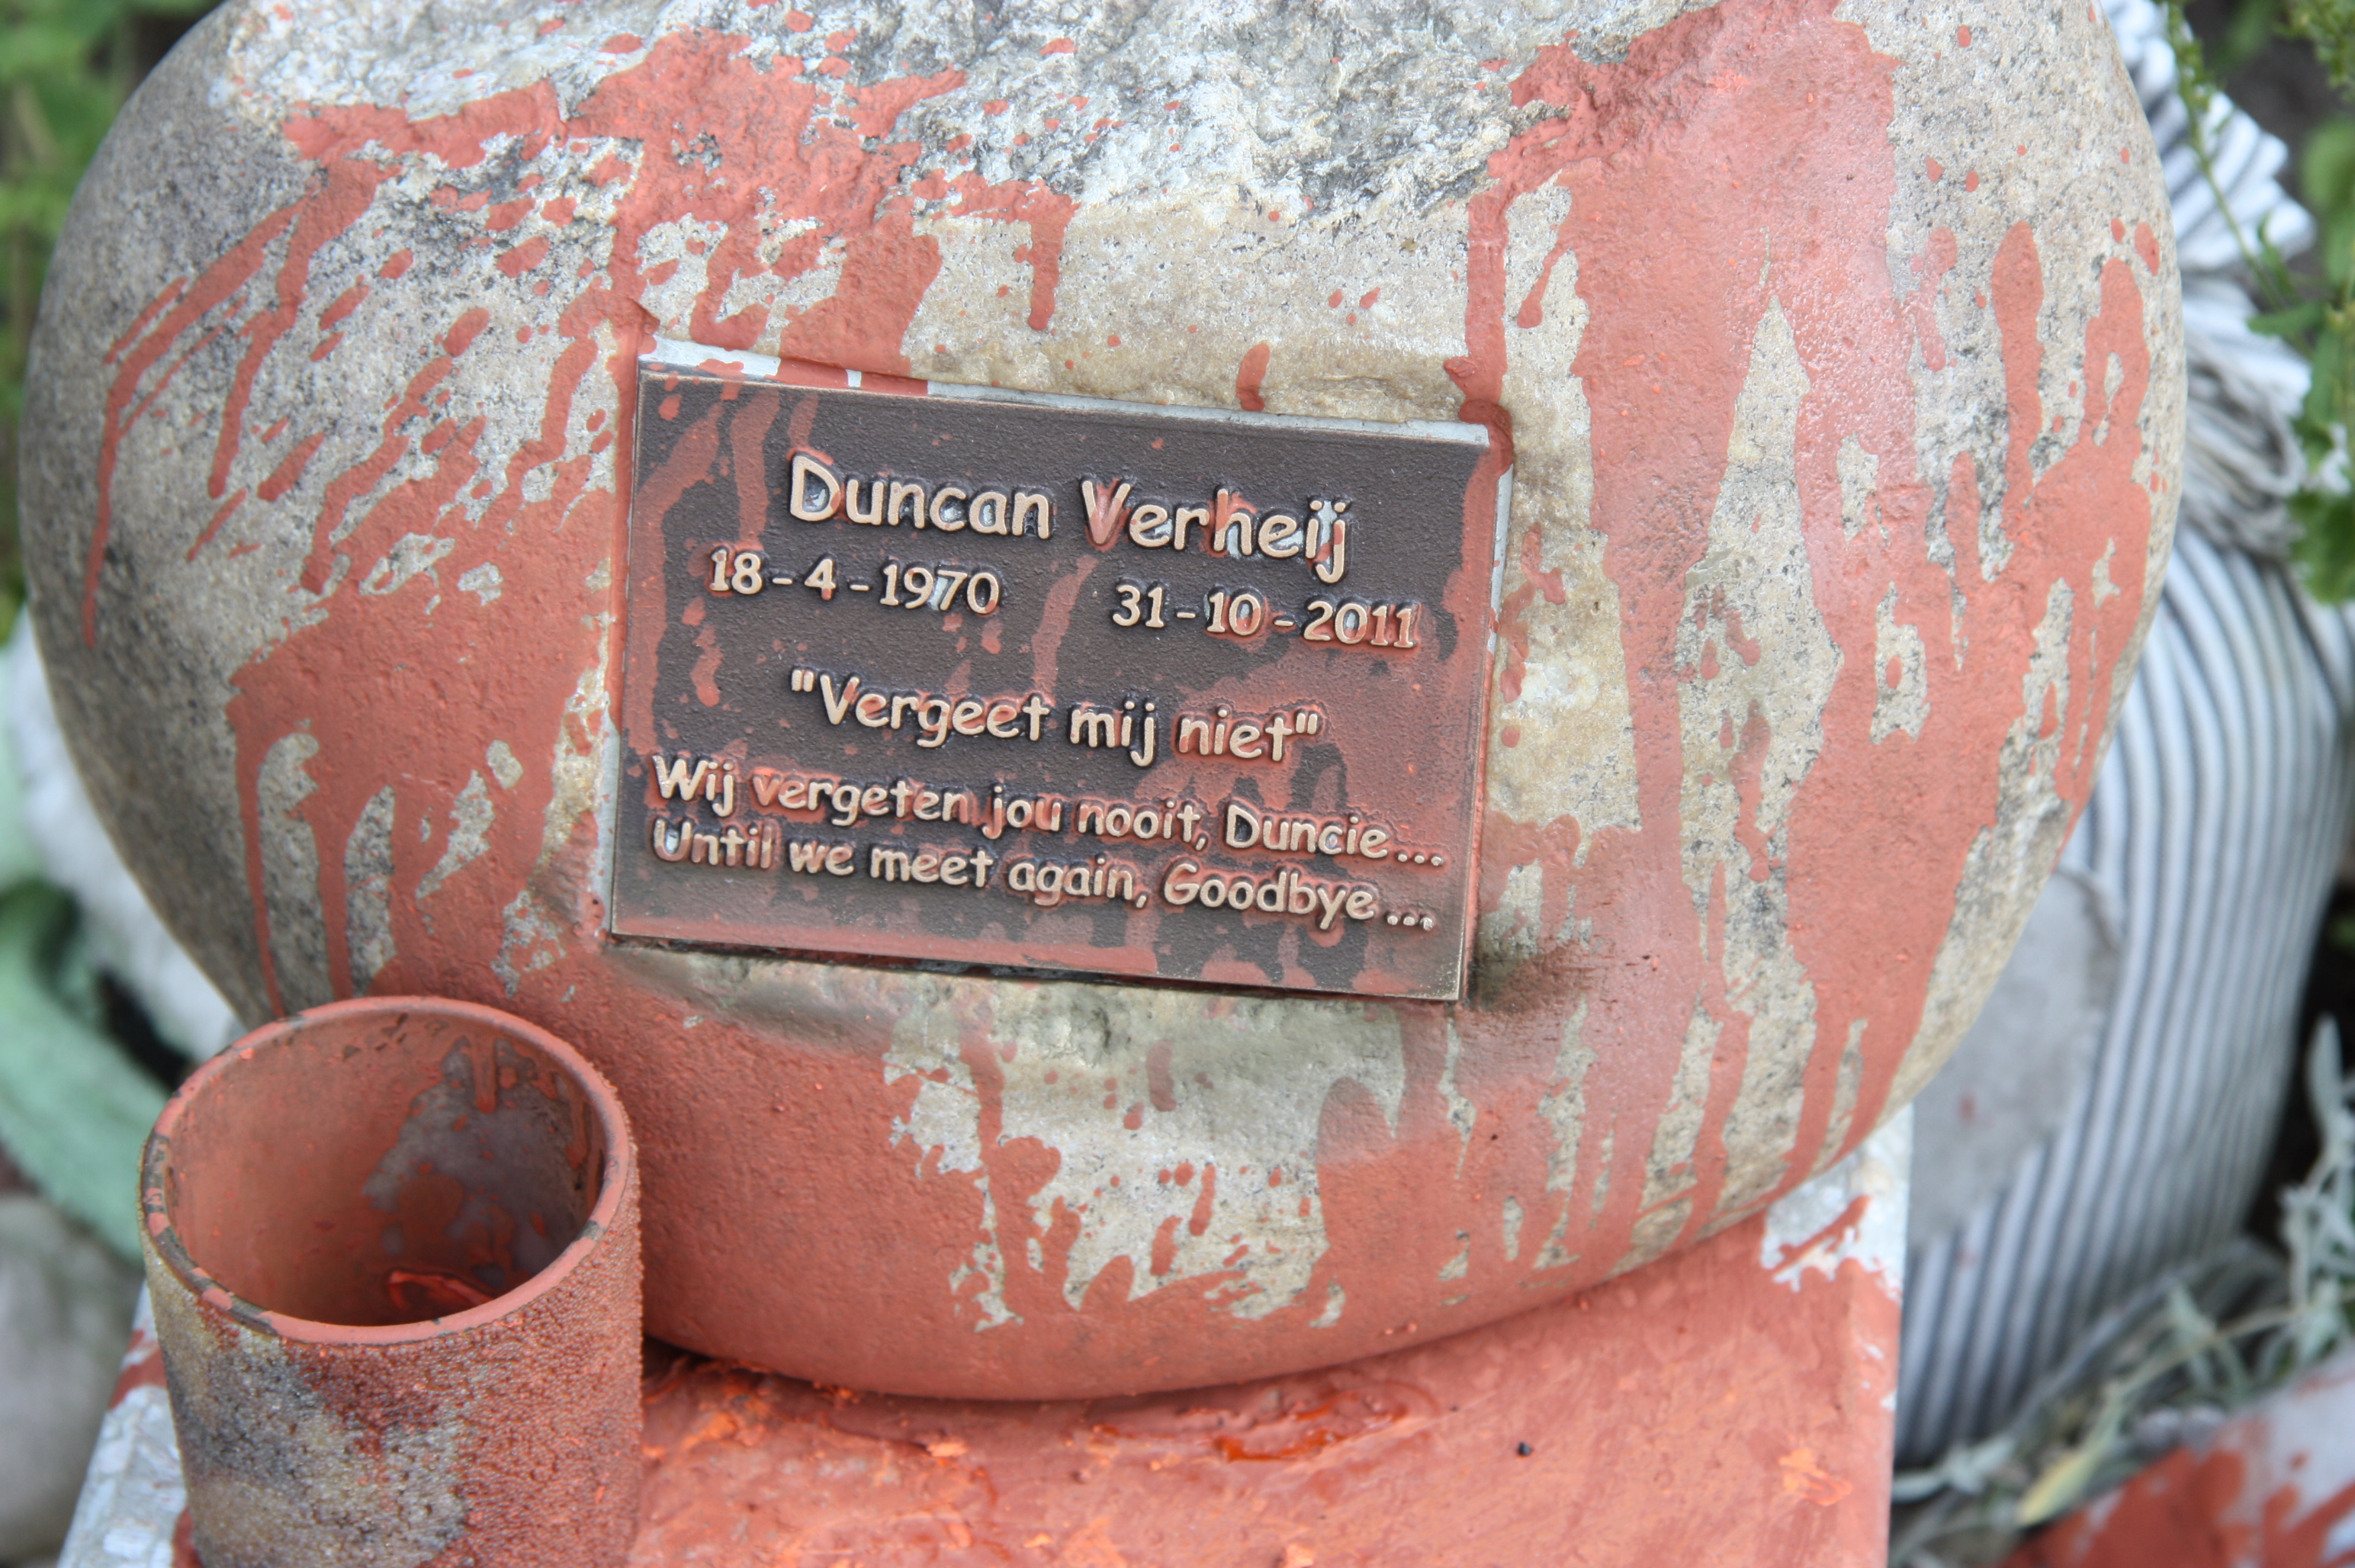 Duncan Verheij
18 - 4 - 1970 31 - 10 - 2011
"Vergeet mij niet"
Wij vergeten jou nooit, Duncie...
Until we meet again, Goodbye...